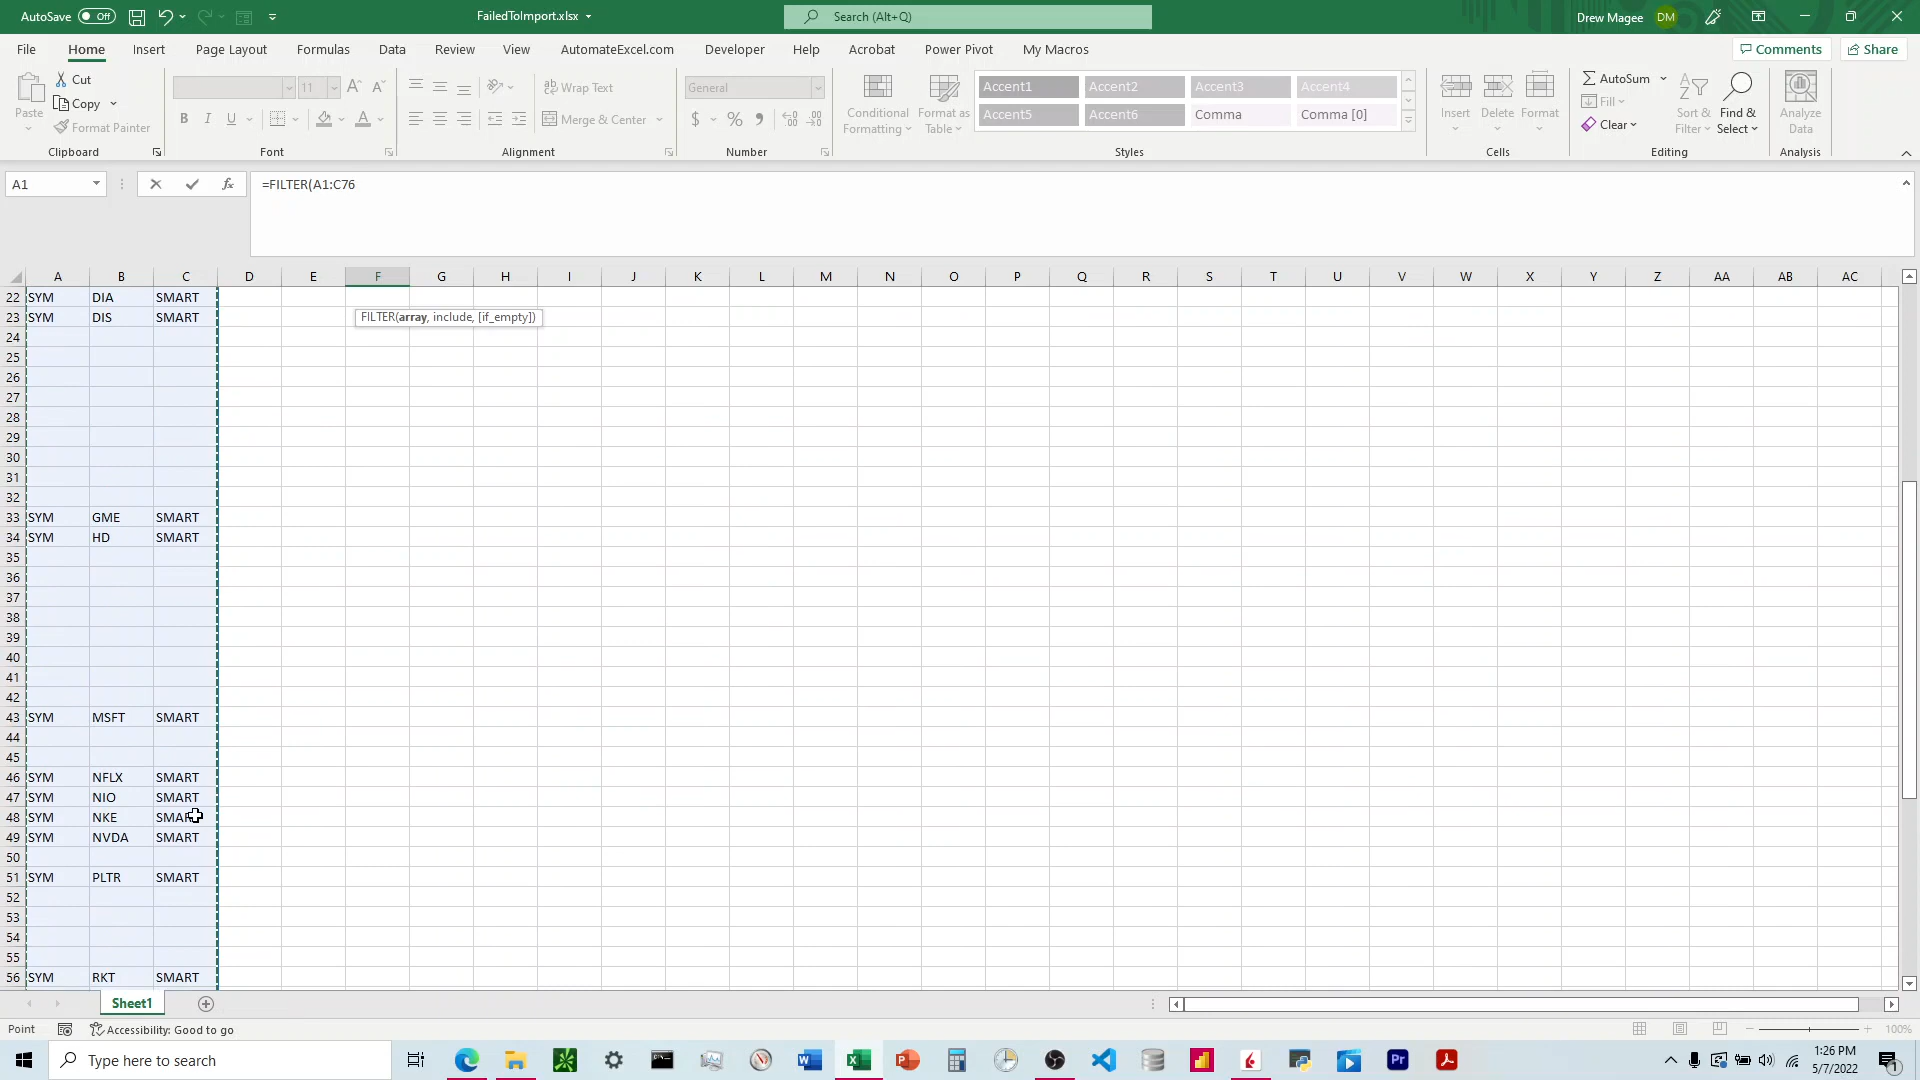 AutoSave Off FailedToImport.xlsx Search (Alt+Q) Drew Magee DM
File Home Insert Page Layout Formulas Data Review View AutomateExcel.com Developer Help Acrobat Power Pivot My Macros Comments Share
Paste Cut Copy Format Painter Clipboard
11 B I U A A A Font
Wrap Text Merge & Center Alignment
General $ % Number
Conditional Formatting Format as Table
Accent1 Accent2 Accent3 Accent4
Accent5 Accent6 Comma Comma [0]
Styles
Insert Delete Format Cells
AutoSum Fill Clear Sort & Filter Find & Select Editing
Analyze Data Analysis
A1 fx =FILTER(A1:C76
A B C D E F G H I J K L M N O P Q R S T U V W X Y Z AA AB AC
22 SYM DIA SMART
23 SYM DIS SMART FILTER(array, include, [if_empty])
24
25
26
27
28
29
30
31
32
33 SYM GME SMART
34 SYM HD SMART
35
36
37
38
39
40
41
42
43 SYM MSFT SMART
44
45
46 SYM NFLX SMART
47 SYM NIO SMART
48 SYM NKE SMART
49 SYM NVDA SMART
50
51 SYM PLTR SMART
52
53
54
55
56 SYM RKT SMART
Sheet1
Point Accessibility: Good to go 100%
Type here to search 1:26 PM
5/7/2022